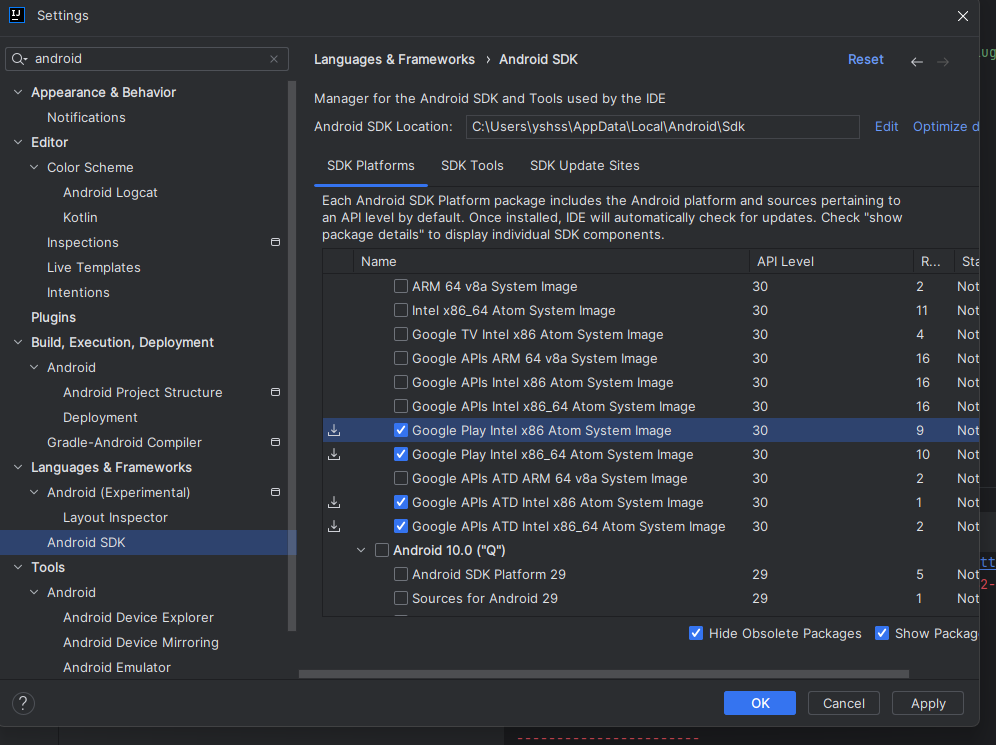 Settings
android
Languages & Frameworks › Android SDK
Reset
Appearance & Behavior
Notifications
Editor
Color Scheme
Android Logcat
Kotlin
Inspections
Live Templates
Intentions
Plugins
Build, Execution, Deployment
Android
Android Project Structure
Deployment
Gradle-Android Compiler
Languages & Frameworks
Android (Experimental)
Layout Inspector
Android SDK
Tools
Android
Android Device Explorer
Android Device Mirroring
Android Emulator
Manager for the Android SDK and Tools used by the IDE
Android SDK Location: C:\Users\yshss\AppData\Local\Android\Sdk Edit Optimize d
SDK Platforms SDK Tools SDK Update Sites
Each Android SDK Platform package includes the Android platform and sources pertaining to
an API level by default. Once installed, IDE will automatically check for updates. Check "show
package details" to display individual SDK components.
Name API Level R... Sta
ARM 64 v8a System Image 30 2 Not
Intel x86_64 Atom System Image 30 11 Not
Google TV Intel x86 Atom System Image 30 4 Not
Google APIs ARM 64 v8a System Image 30 16 Not
Google APIs Intel x86 Atom System Image 30 16 Not
Google APIs Intel x86_64 Atom System Image 30 16 Not
Google Play Intel x86 Atom System Image 30 9 Not
Google Play Intel x86_64 Atom System Image 30 10 Not
Google APIs ATD ARM 64 v8a System Image 30 2 Not
Google APIs ATD Intel x86 Atom System Image 30 1 Not
Google APIs ATD Intel x86_64 Atom System Image 30 2 Not
Android 10.0 ("Q")
Android SDK Platform 29 29 5 Not
Sources for Android 29 29 1 Not
Hide Obsolete Packages Show Packag
? OK Cancel Apply
ug
tt
2-